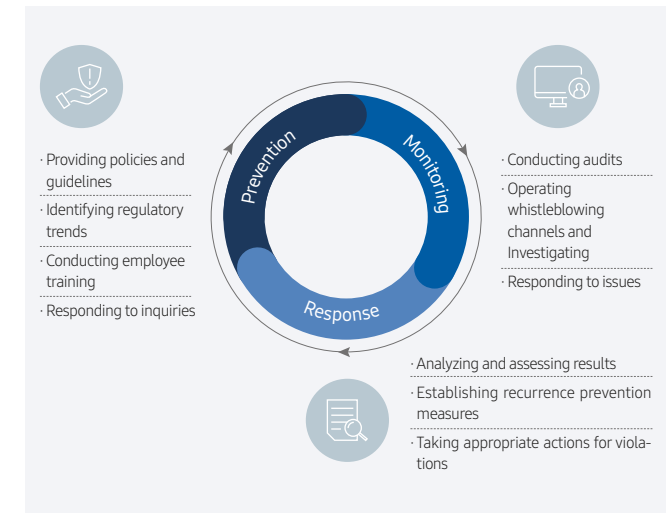 · Providing policies and
guidelines
· Identifying regulatory
trends
· Conducting employee
training
· Responding to inquiries
Prevention
Monitoring
Response
· Conducting audits
· Operating
whistleblowing
channels and
Investigating
· Responding to issues
· Analyzing and assessing results
· Establishing recurrence prevention
measures
· Taking appropriate actions for viola-
tions